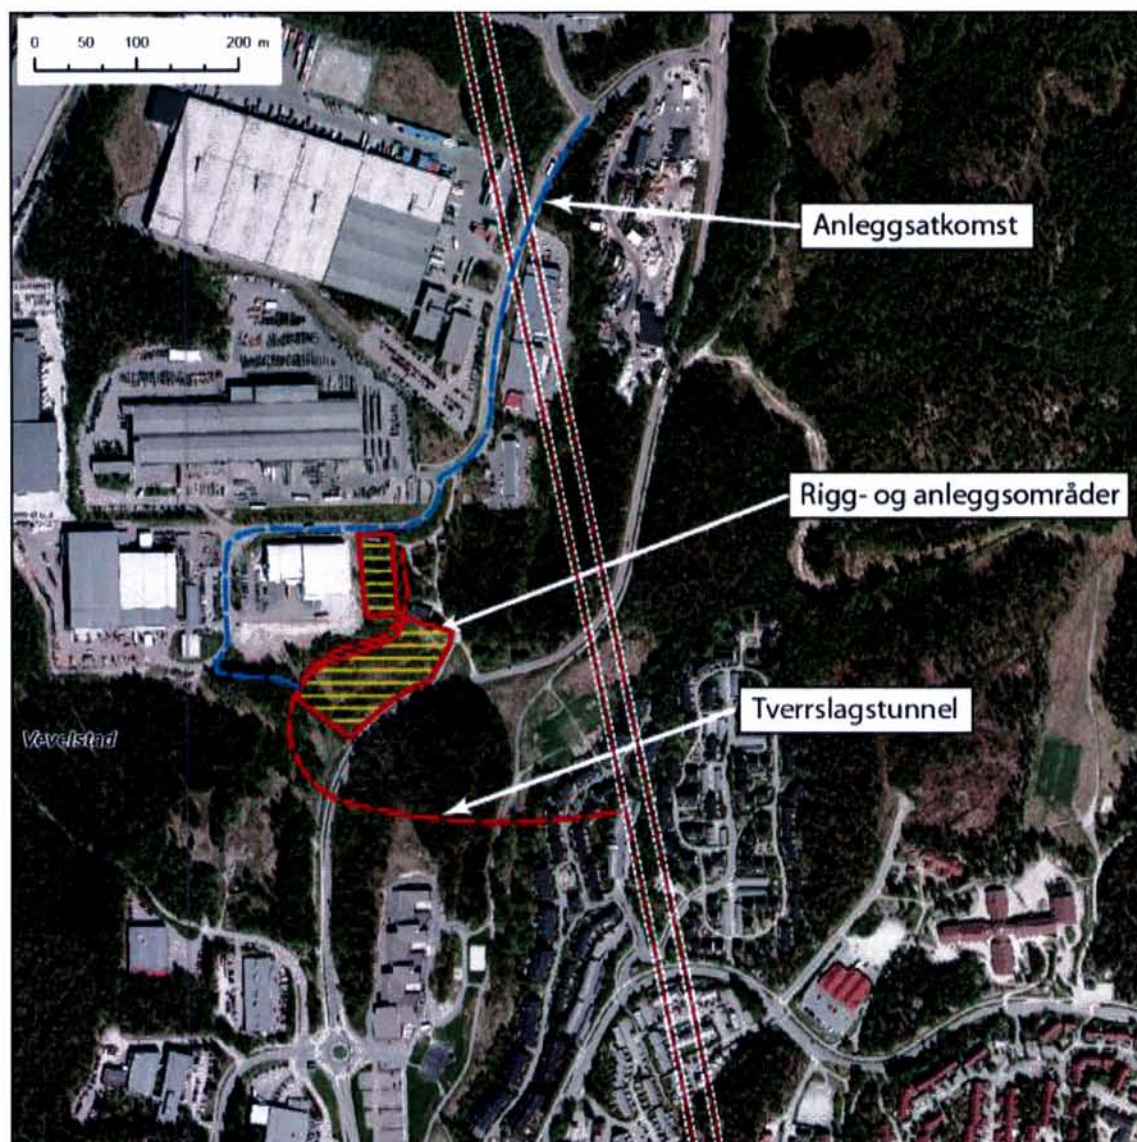 0 50 100 200 m
Anleggsatkomst
Rigg- og anleggsområder
Tverrslagstunnel
Vevelstad